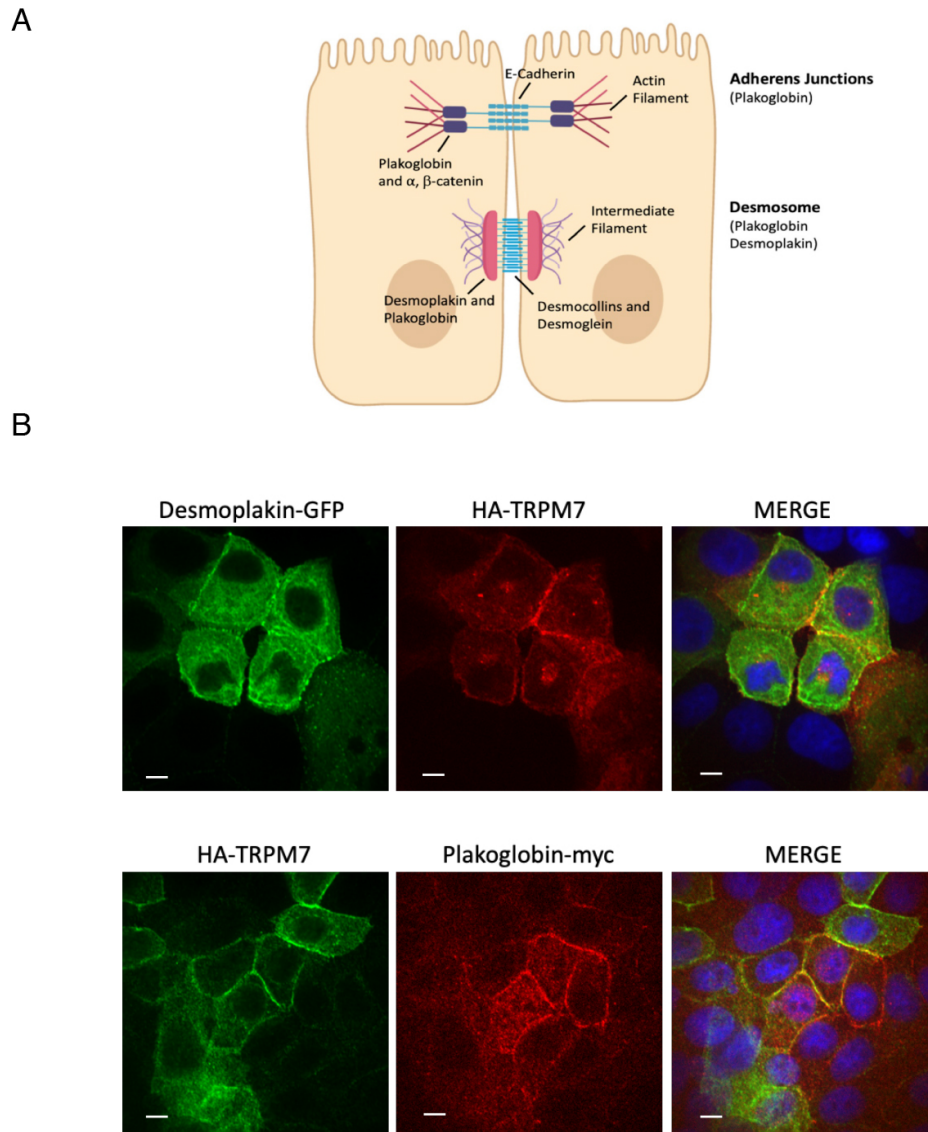 A
E-Cadherin
Actin
Filament
Adherens Junctions
(Plakoglobin)
Plakoglobin
and α, β-catenin
Intermediate
Filament
Desmosome
(Plakoglobin
Desmoplakin)
Desmoplakin and
Plakoglobin
Desmocollins and
Desmoglein
B
Desmoplakin-GFP HA-TRPM7 MERGE
HA-TRPM7 Plakoglobin-myc MERGE